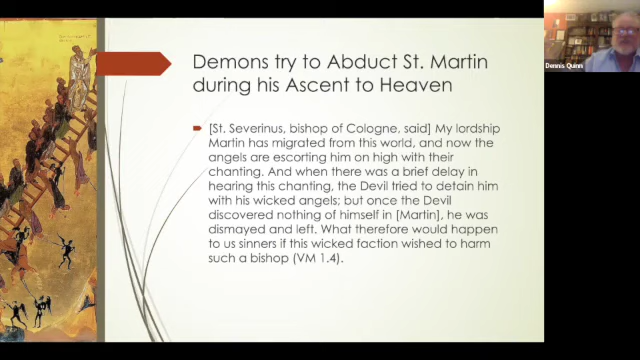 Demons try to Abduct St. Martin
during his Ascent to Heaven
[St. Severinus, bishop of Cologne, said] My lordship
Martin has migrated from this world, and now the
angels are escorting him on high with their
chanting. And when there was a brief delay in
hearing this chanting, the Devil tried to detain him
with his wicked angels; but once the Devil
discovered nothing of himself in [Martin], he was
dismayed and left. What therefore would happen
to us sinners if this wicked faction wished to harm
such a bishop (VM 1.4).
Dennis Quinn